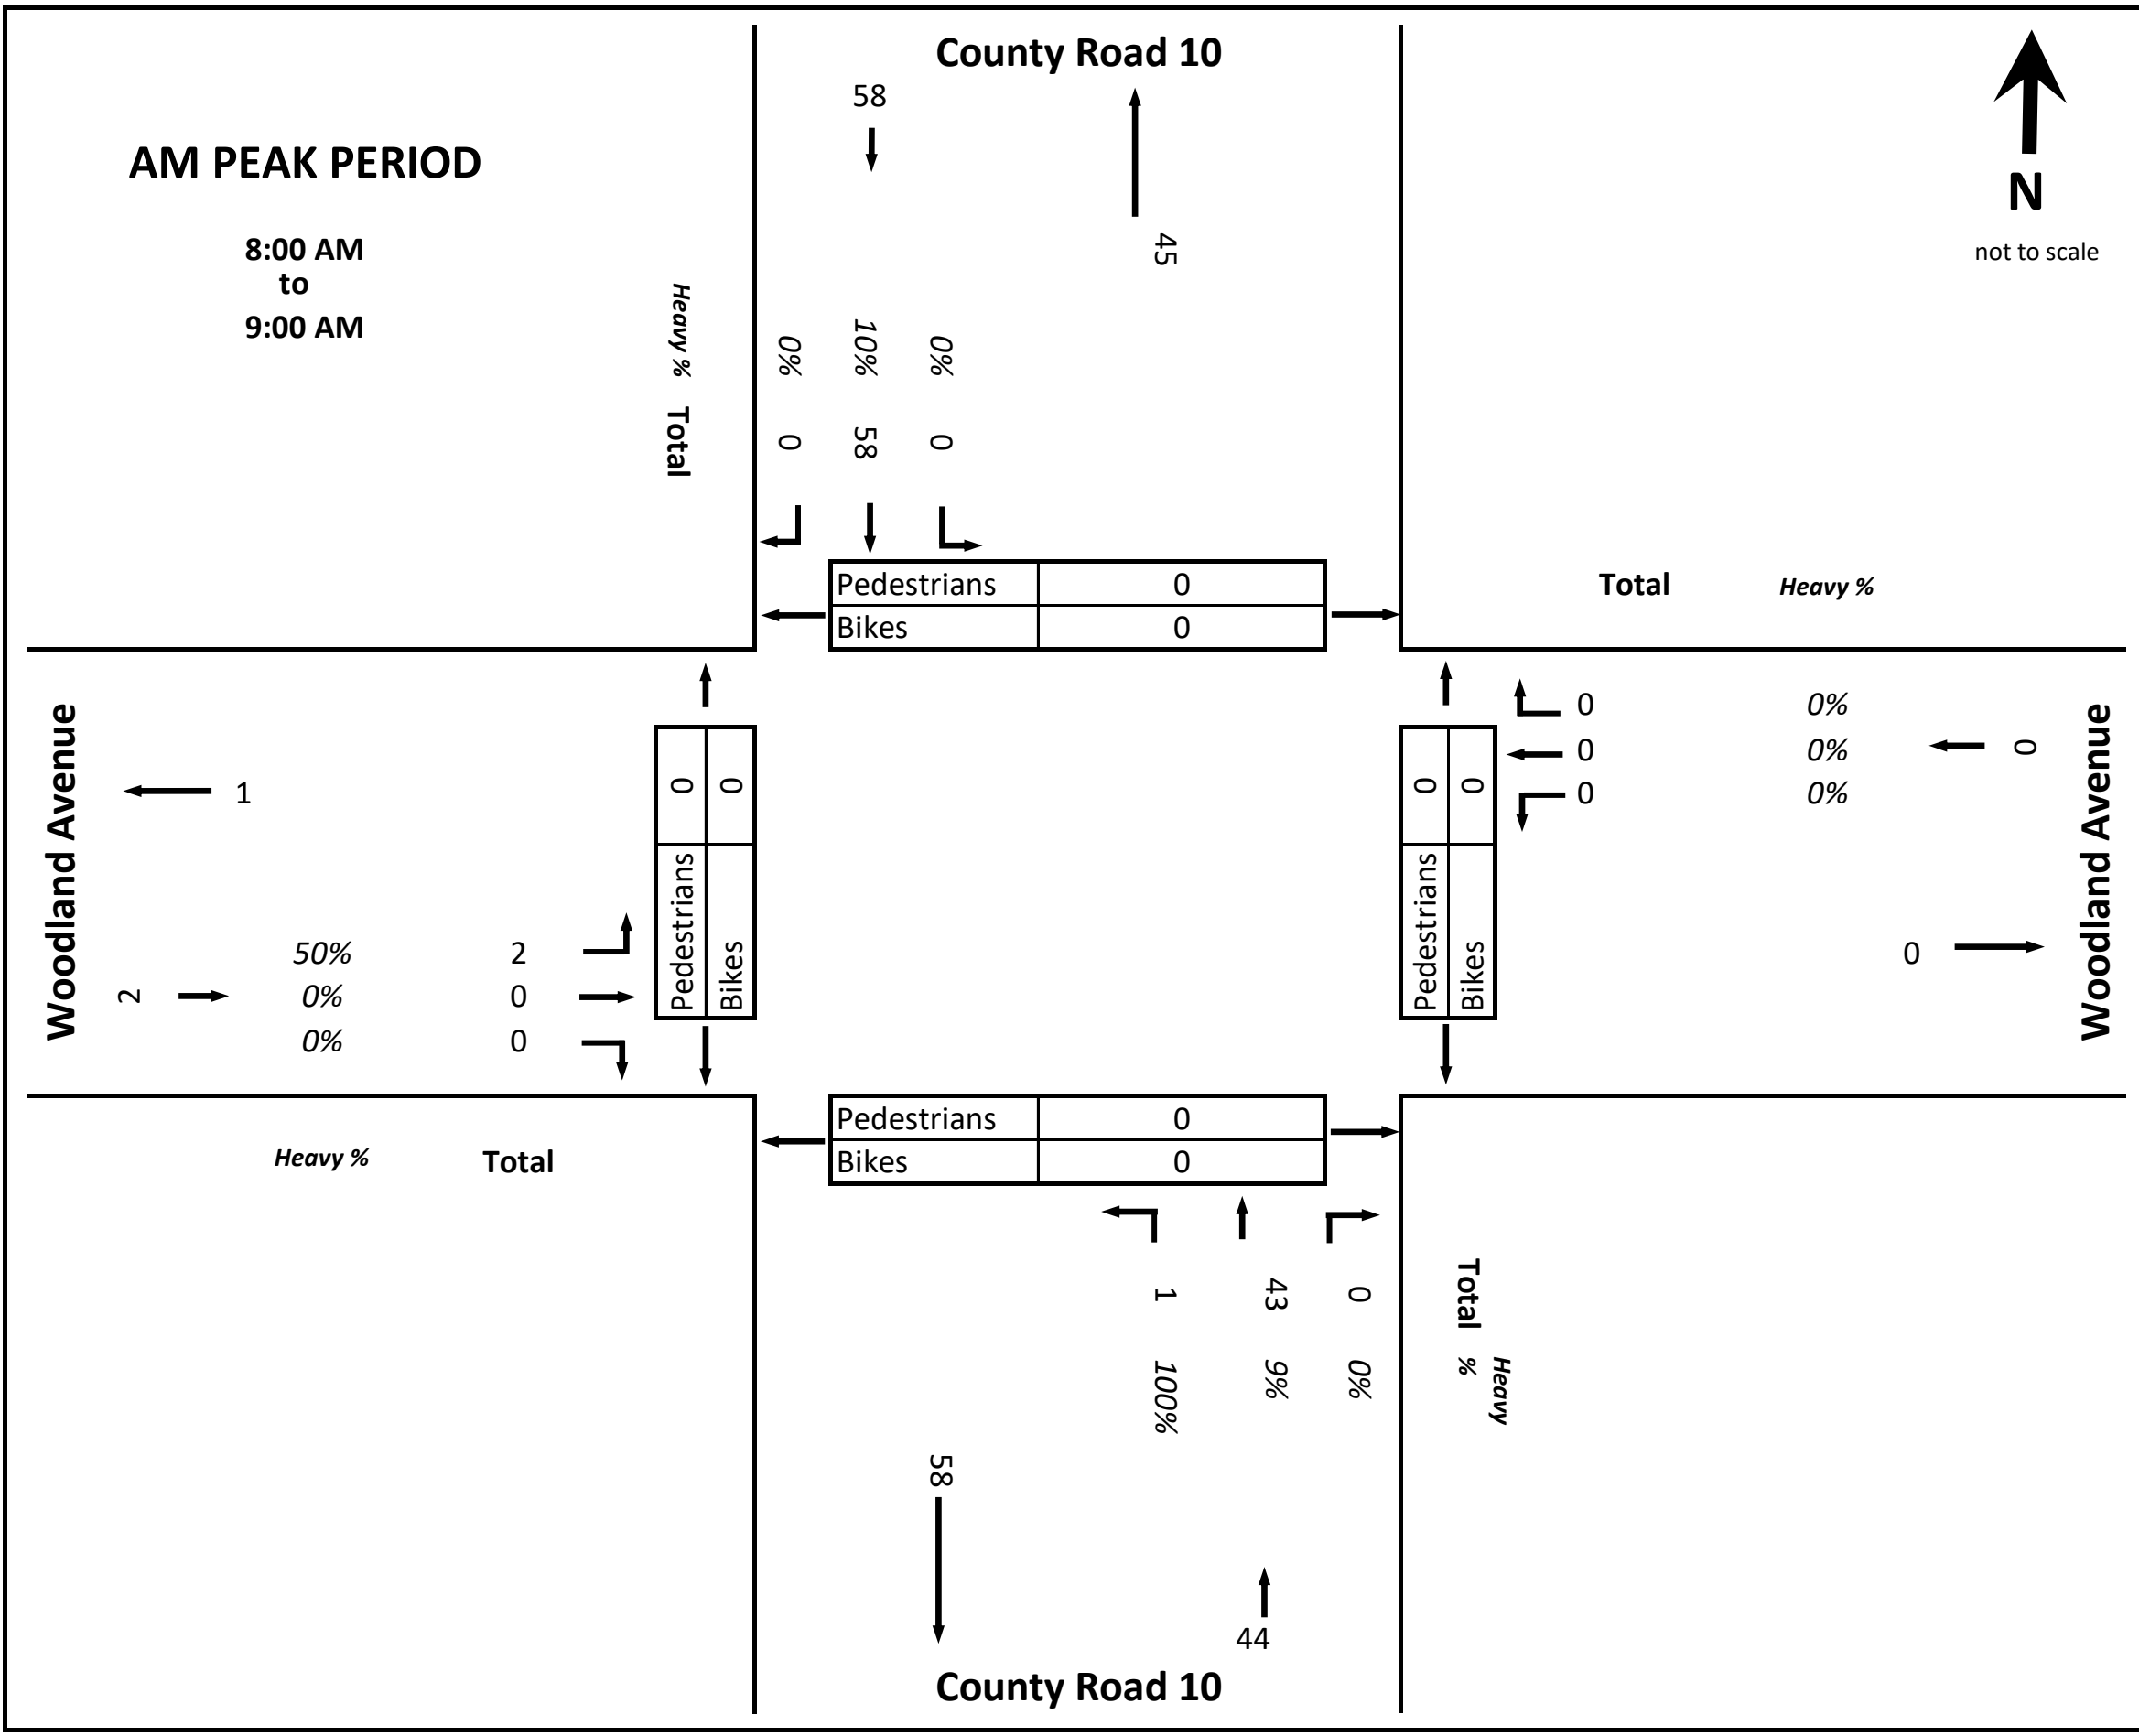 County Road 10
58
AM PEAK PERIOD
8:00 AM
to
9:00 AM
N
not to scale
45
Heavy % Total
0% 10% 0%
0 58 0
Pedestrians 0
Bikes 0
Total Heavy %
Woodland Avenue
1
Pedestrians 0
Bikes 0
50% 2
2 0% 0
0% 0
Heavy % Total
Pedestrians 0
Bikes 0
0 0%
0 0% 0
0 0%
0
Woodland Avenue
Pedestrians 0
Bikes 0
1 43 0
100% 9% 0%
Total
Heavy
%
58
44
County Road 10